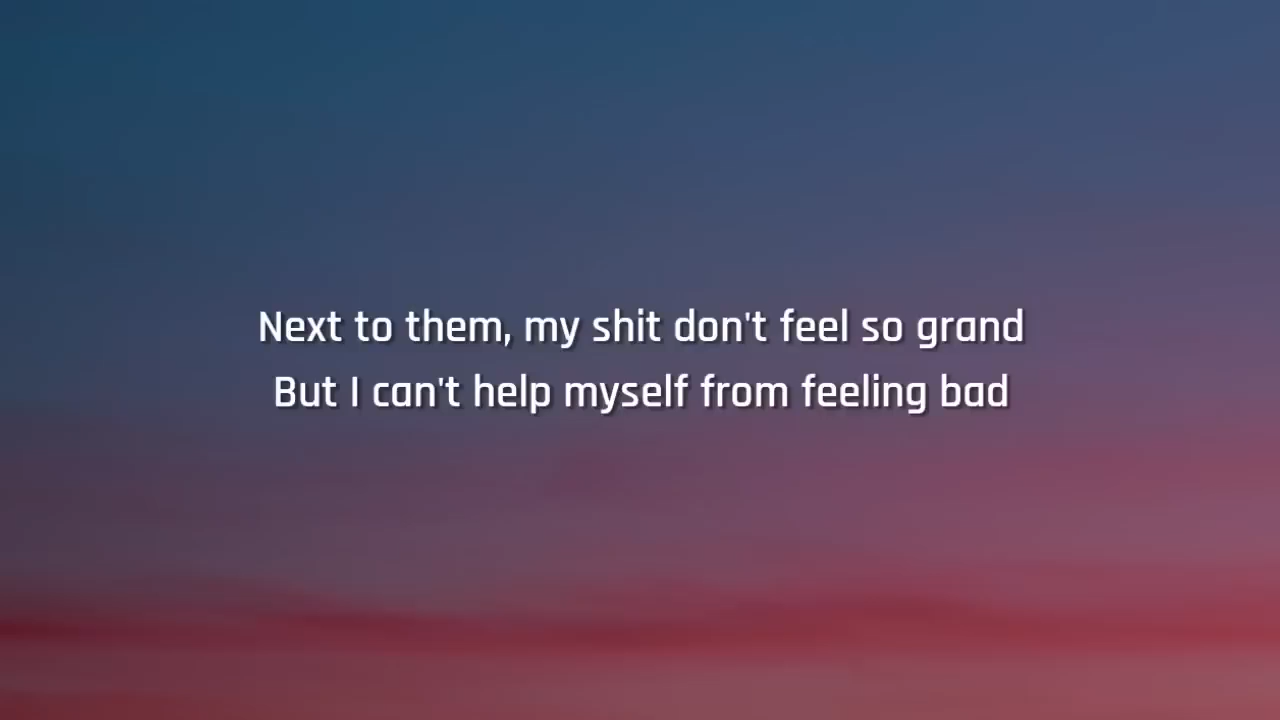 Next to them, my shit don't feel so grand
But I can't help myself from feeling bad